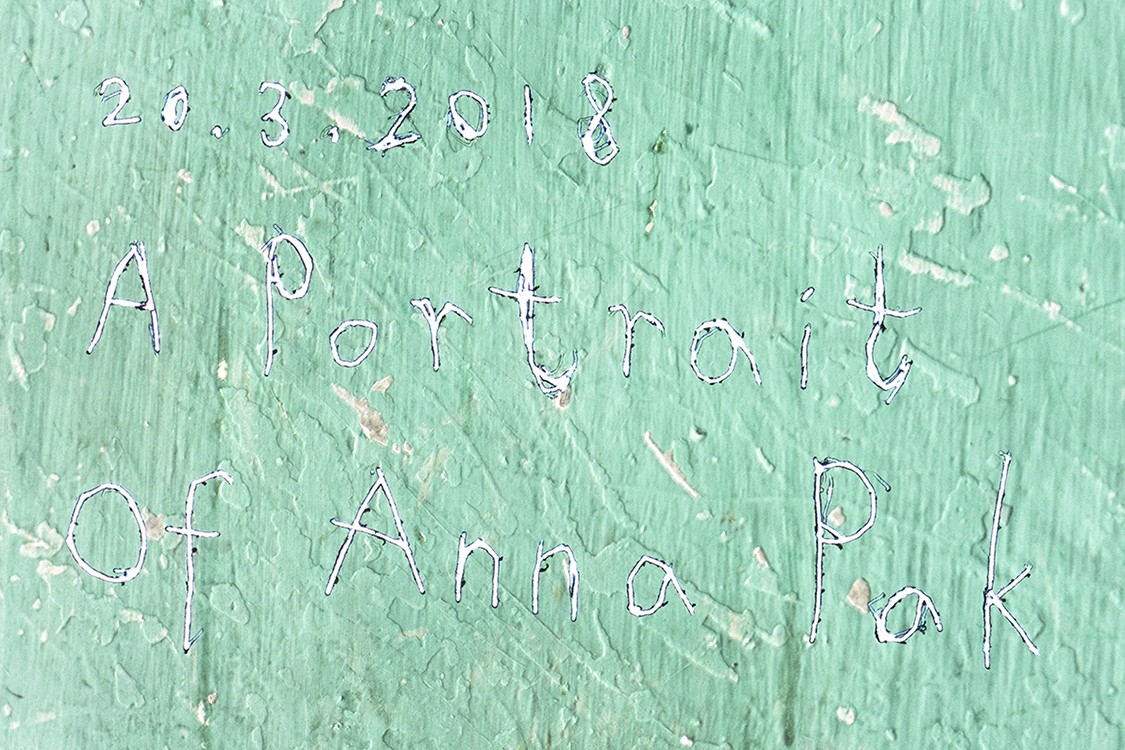 20.3.2018
A Portrait
Of Anna Pak